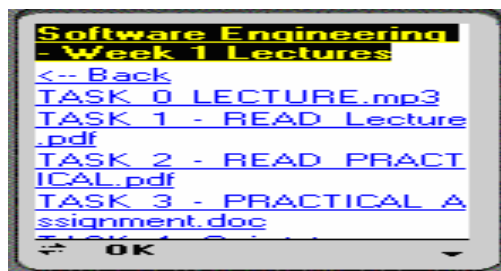 Software Engineering
- Week 1 Lectures
<-- Back
TASK 0 LECTURE.mp3
TASK 1 - READ Lecture
.pdf
TASK 2 - READ PRACT
ICAL.pdf
TASK 3 - PRACTICAL A
ssignment.doc
OK